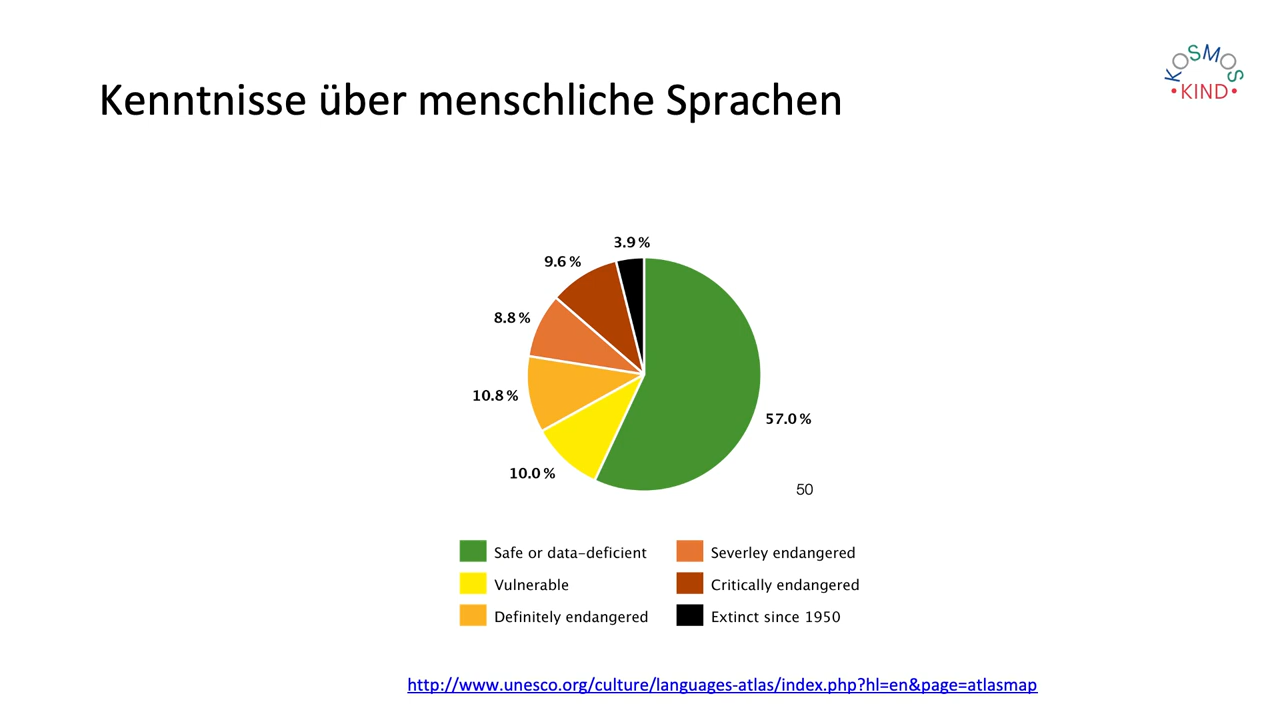 KOSMOS
•KIND•
Kenntnisse über menschliche Sprachen
3.9 %
9.6 %
8.8 %
10.8 %
57.0 %
10.0 %
50
Safe or data-deficient
Severley endangered
Vulnerable
Critically endangered
Definitely endangered
Extinct since 1950
http://www.unesco.org/culture/languages-atlas/index.php?hl=en&page=atlasmap